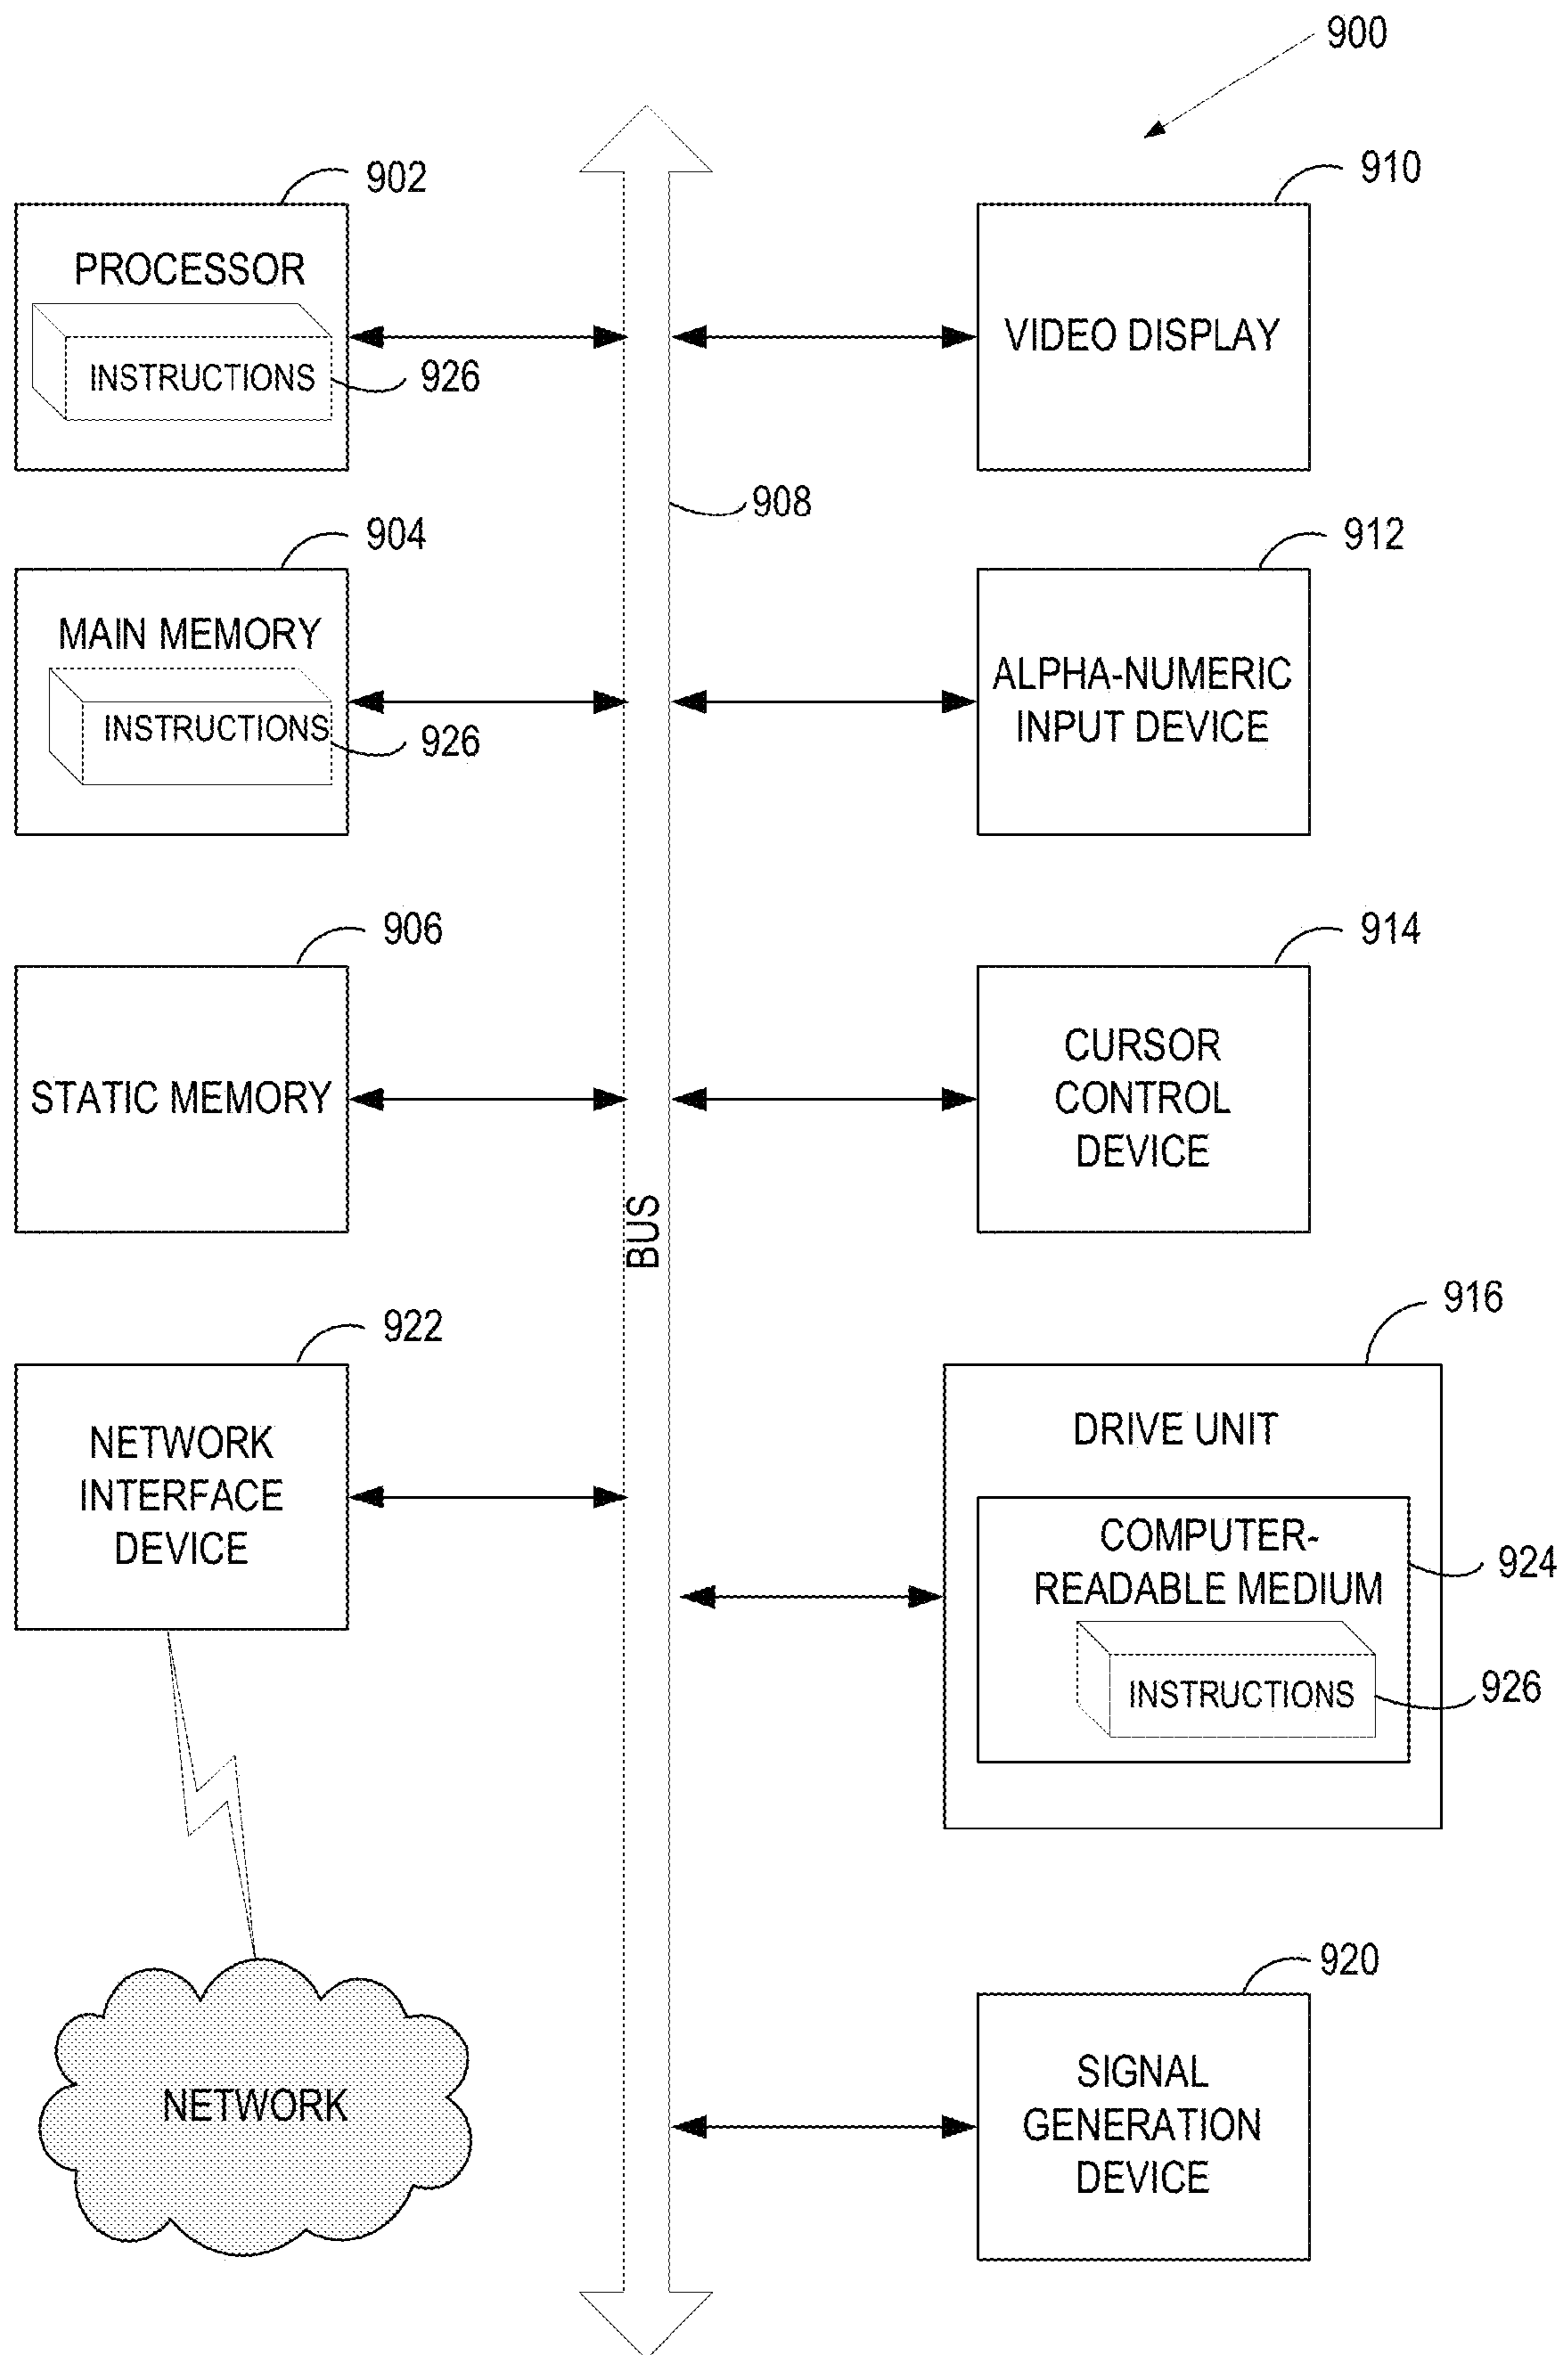 900
902
910
PROCESSOR
INSTRUCTIONS
926
VIDEO DISPLAY
908
904
912
MAIN MEMORY
INSTRUCTIONS
926
ALPHA-NUMERIC
INPUT DEVICE
906
914
STATIC MEMORY
CURSOR
CONTROL
DEVICE
BUS
922
916
NETWORK
INTERFACE
DEVICE
DRIVE UNIT
COMPUTER-
READABLE MEDIUM
924
INSTRUCTIONS
926
920
NETWORK
SIGNAL
GENERATION
DEVICE